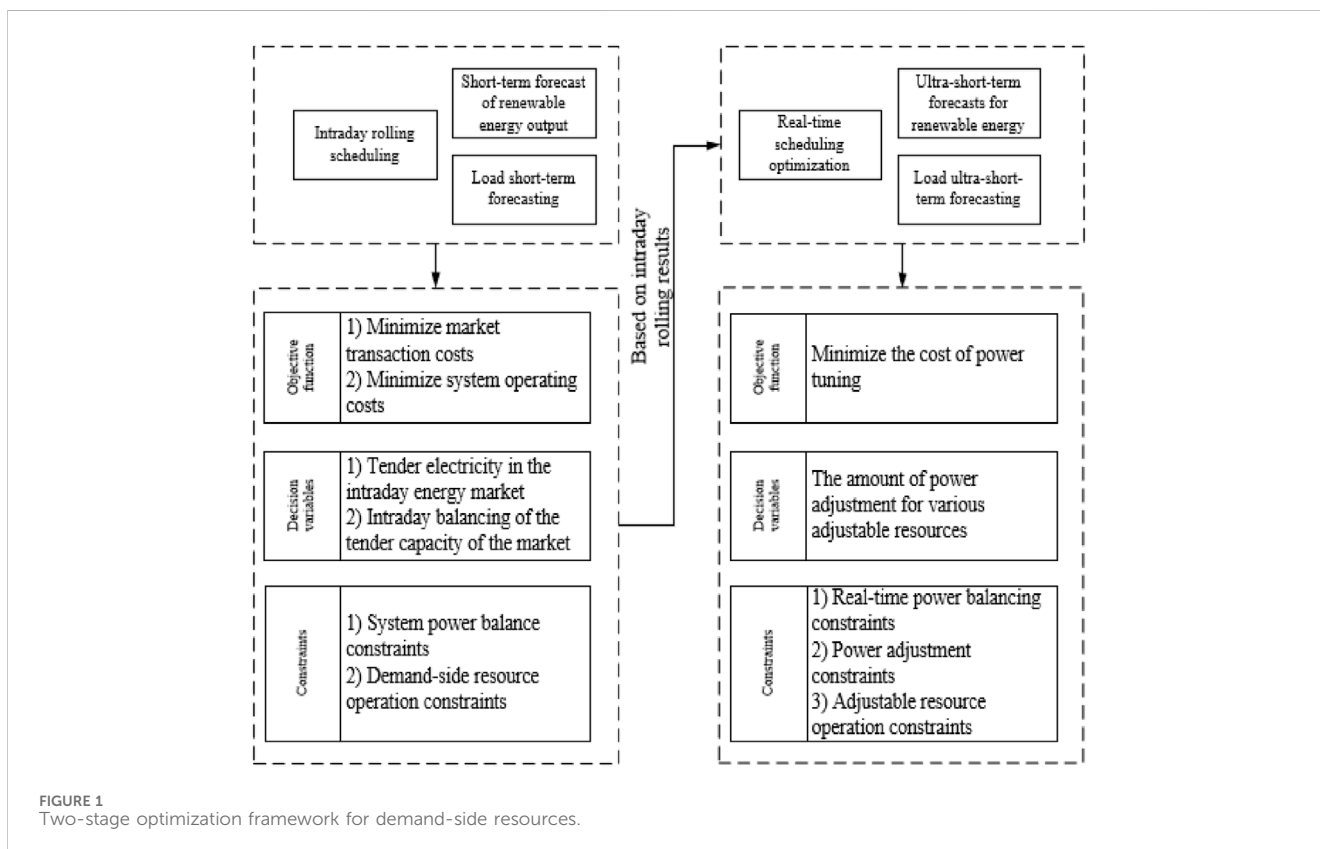 Short-term forecast
of renewable
energy output
Intraday rolling
scheduling
Load short-term
forecasting
Objective
function
1) Minimize market
transaction costs
2) Minimize system operating
costs
Decision
variables
1) Tender electricity in the
intraday energy market
2) Intraday balancing of the
tender capacity of the market
Constraints
1) System power balance
constraints
2) Demand-side resource
operation constraints
Based on intraday
rolling results
Ultra-short-term
forecasts for
renewable energy
Real-time
scheduling
optimization
Load ultra-short-
term forecasting
Objective
function
Minimize the cost of power
tuning
Decision
variables
The amount of power
adjustment for various
adjustable resources
Constraints
1) Real-time power balancing
constraints
2) Power adjustment
constraints
3) Adjustable resource
operation constraints
FIGURE 1
Two-stage optimization framework for demand-side resources.